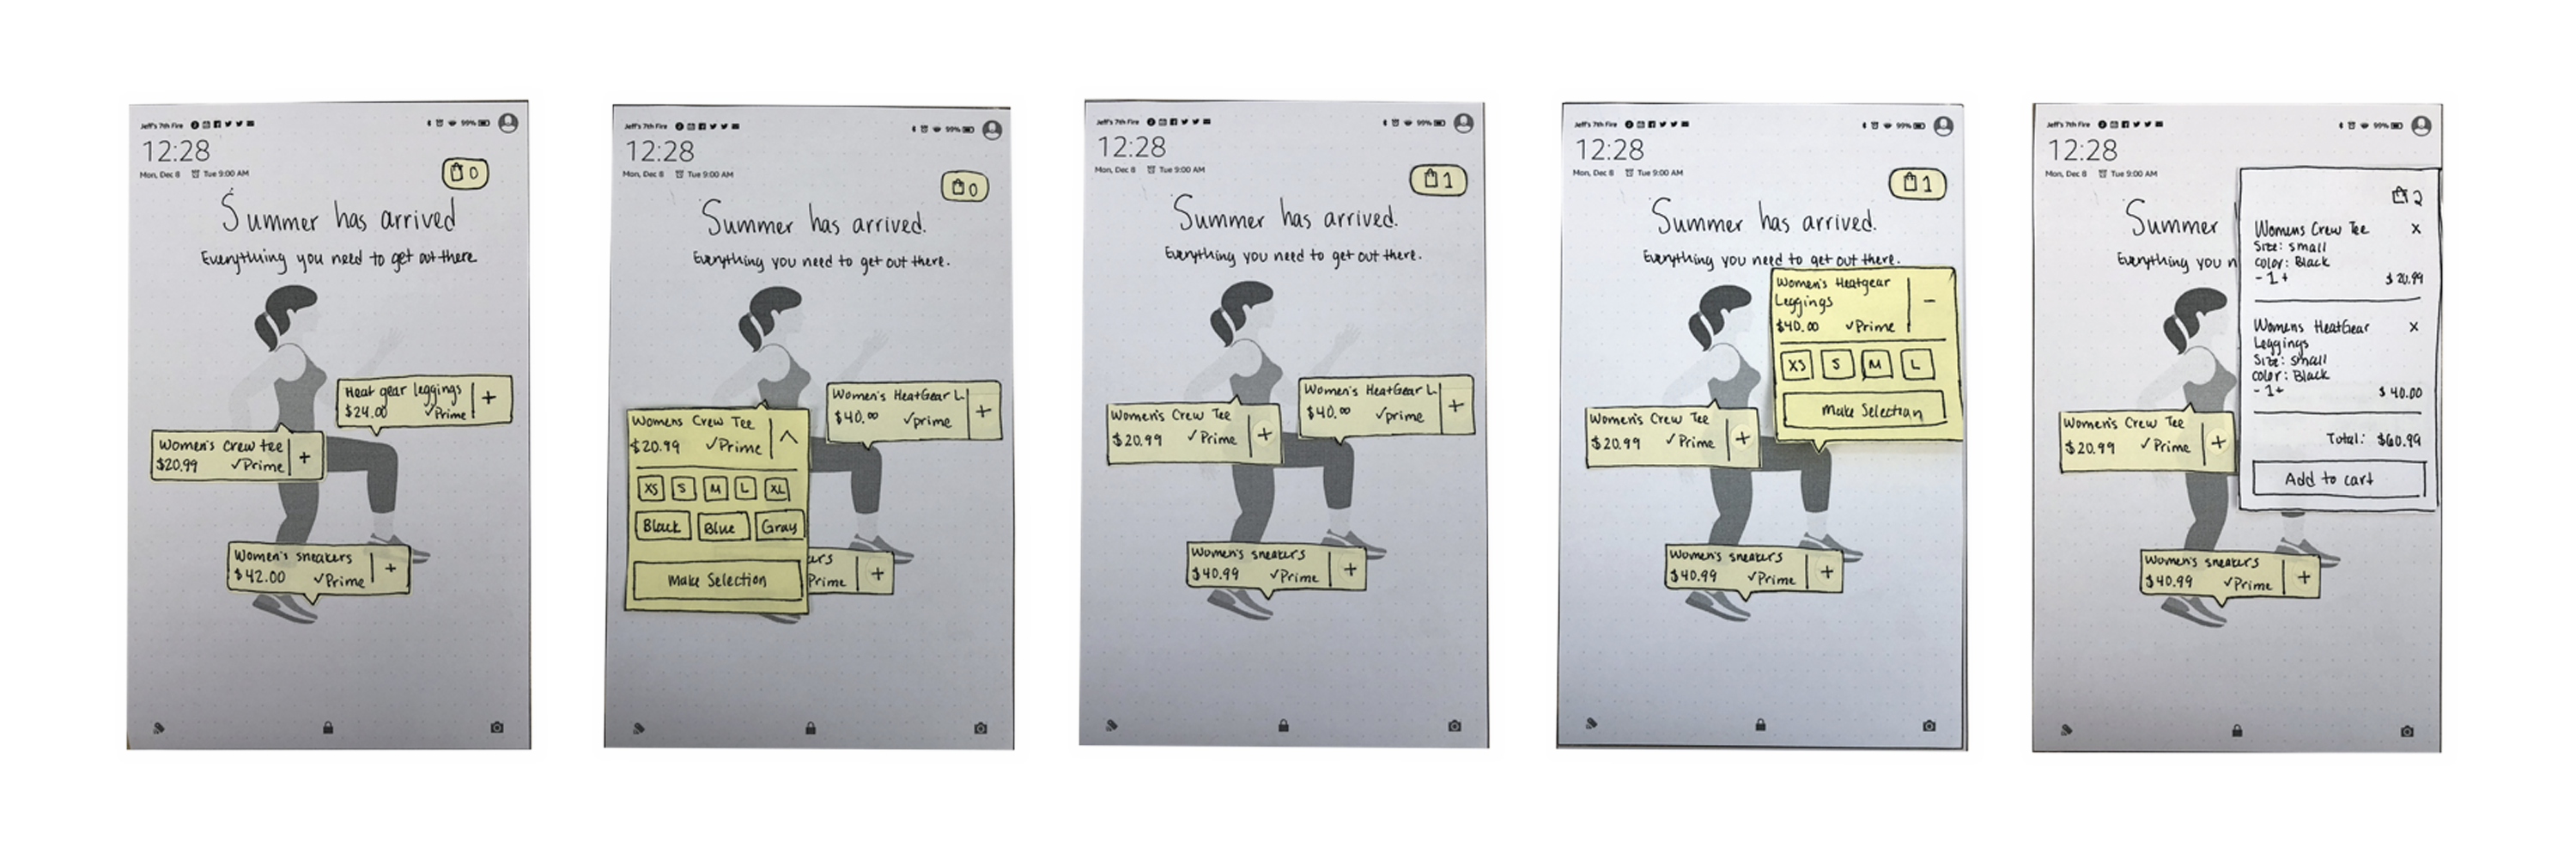 Jeff's 7th Fire
99%
12:28
Mon, Dec 8 Tue 9:00 AM
0
Summer has arrived
Everything you need to get out there
Heat gear leggings
$24.00 ✓Prime +
Women's Crew tee
$20.99 ✓Prime +
Women's sneakers
$42.00 ✓Prime +
Jeff's 7th Fire
99%
12:28
Mon, Dec 8 Tue 9:00 AM
0
Summer has arrived.
Everything you need to get out there.
Women's HeatGear L
$40.00 ✓prime +
Womens Crew Tee
$20.99 ✓Prime
XS S M L XL
Black Blue Gray
Make Selection
ers
Prime +
Jeff's 7th Fire
99%
12:28
Mon, Dec 8 Tue 9:00 AM
1
Summer has arrived.
Everything you need to get out there.
Women's HeatGear L
$40.00 ✓prime +
Women's Crew Tee
$20.99 ✓Prime +
Women's sneakers
$40.99 ✓Prime +
Jeff's 7th Fire
99%
12:28
Mon, Dec 8 Tue 9:00 AM
1
Summer has arrived.
Everything you need to get out there.
Women's Heatgear
Leggings
$40.00 ✓Prime -
XS S M L
Make Selection
Women's Crew Tee
$20.99 ✓Prime +
Women's sneakers
$40.99 ✓Prime +
Jeff's 7th Fire
99%
12:28
Mon, Dec 8 Tue 9:00 AM
Summer
Everything you n
2
Womens Crew Tee x
Size: small
color: Black
- 1 + $20.99
Womens HeatGear x
Leggings
Size: small
color: Black
- 1 + $40.00
Total: $60.99
Add to cart
Women's Crew Tee
$20.99 ✓Prime +
Women's sneakers
$40.99 ✓Prime +